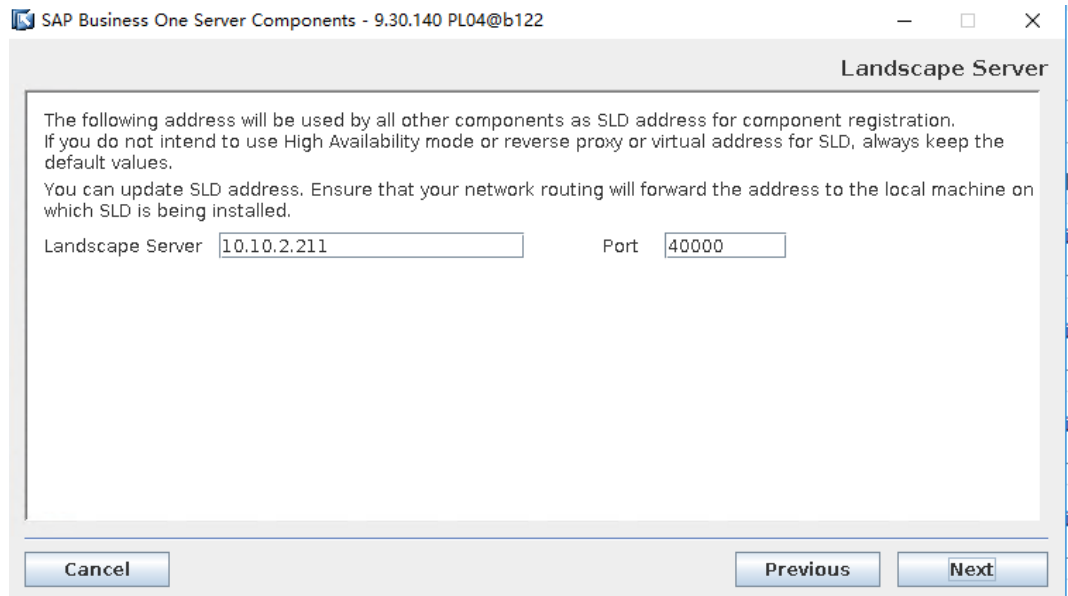 SAP Business One Server Components - 9.30.140 PL04@b122
Landscape Server
The following address will be used by all other components as SLD address for component registration.
If you do not intend to use High Availability mode or reverse proxy or virtual address for SLD, always keep the
default values.
You can update SLD address. Ensure that your network routing will forward the address to the local machine on
which SLD is being installed.
Landscape Server 10.10.2.211 Port 40000
Cancel Previous Next